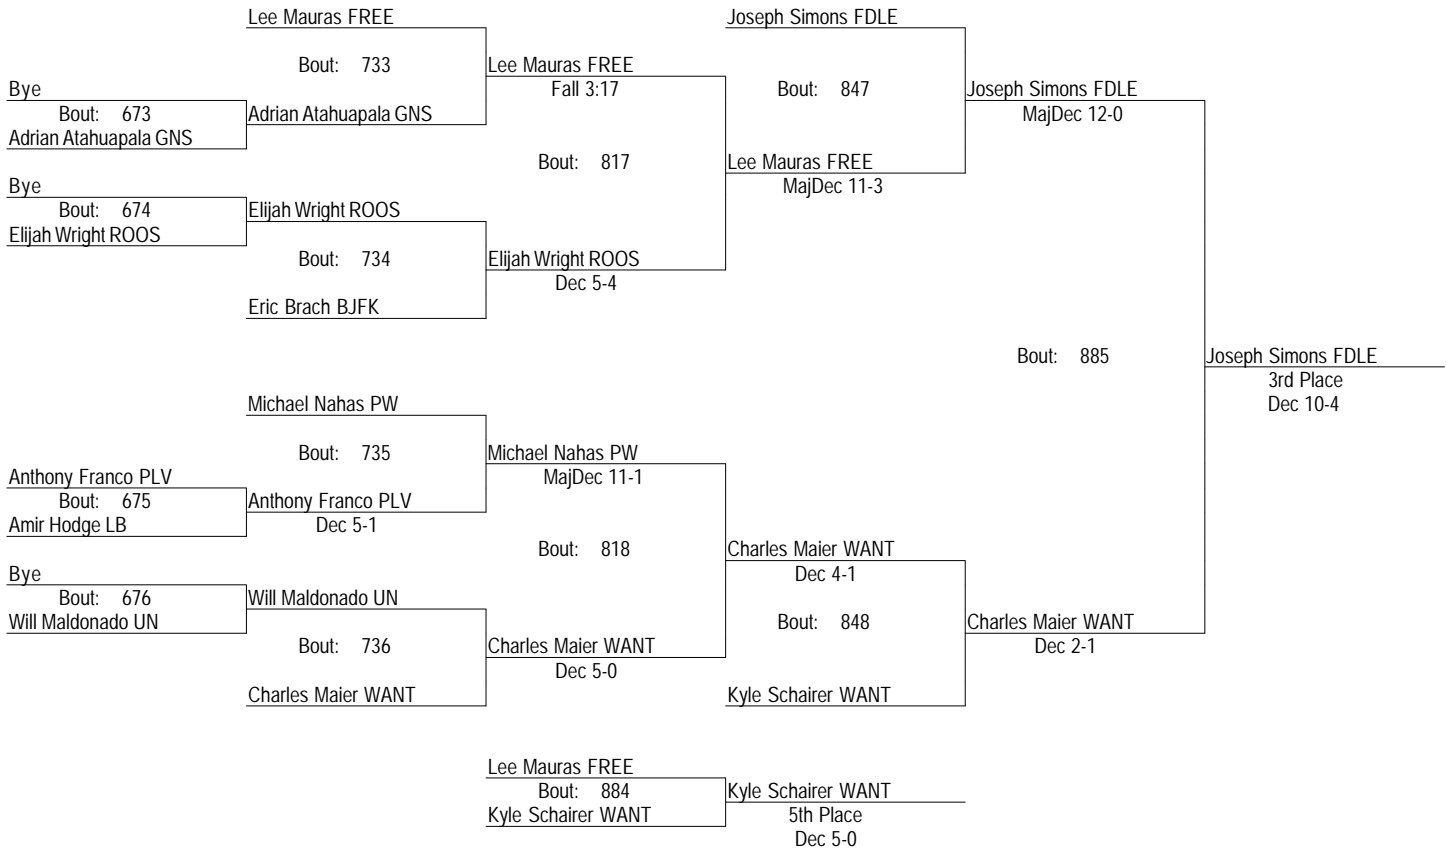 Lee Mauras FREE
Bout: 733
Lee Mauras FREE
Fall 3:17
Bye
Bout: 673
Adrian Atahuapala GNS
Adrian Atahuapala GNS
Bout: 817
Bye
Bout: 674
Elijah Wright ROOS
Elijah Wright ROOS
Bout: 734
Elijah Wright ROOS
Dec 5-4
Eric Brach BJFK
Joseph Simons FDLE
Bout: 847
Lee Mauras FREE
MajDec 11-3
Joseph Simons FDLE
MajDec 12-0
Bout: 885
Joseph Simons FDLE
3rd Place
Dec 10-4
Michael Nahas PW
Bout: 735
Michael Nahas PW
MajDec 11-1
Anthony Franco PLV
Bout: 675
Amir Hodge LB
Anthony Franco PLV
Dec 5-1
Bout: 818
Bye
Bout: 676
Will Maldonado UN
Will Maldonado UN
Bout: 736
Charles Maier WANT
Dec 5-0
Charles Maier WANT
Charles Maier WANT
Dec 4-1
Bout: 848
Kyle Schairer WANT
Charles Maier WANT
Dec 2-1
Lee Mauras FREE
Bout: 884
Kyle Schairer WANT
Kyle Schairer WANT
5th Place
Dec 5-0